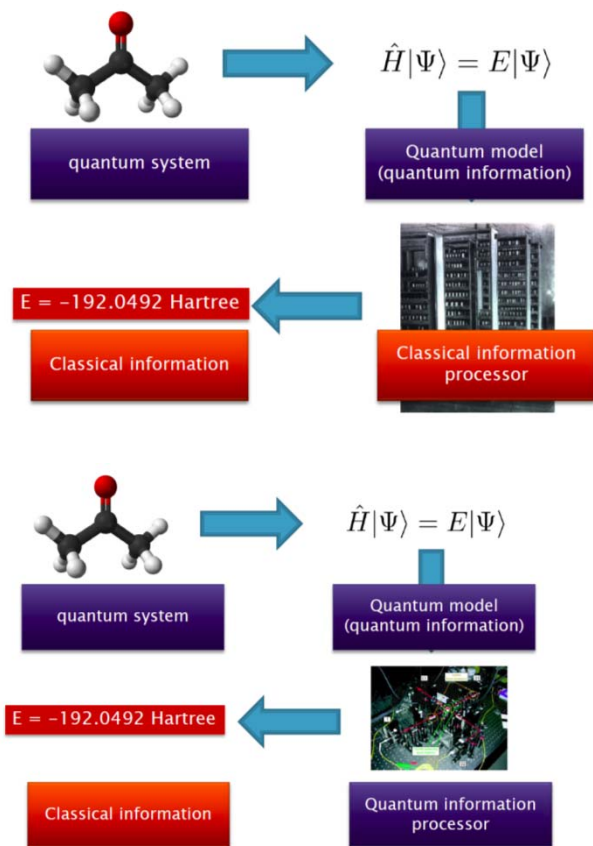 Ĥ|Ψ⟩ = E|Ψ⟩
quantum system
Quantum model
(quantum information)
E = -192.0492 Hartree
Classical information
Classical information
processor
Ĥ|Ψ⟩ = E|Ψ⟩
quantum system
Quantum model
(quantum information)
E = -192.0492 Hartree
Classical information
Quantum information
processor